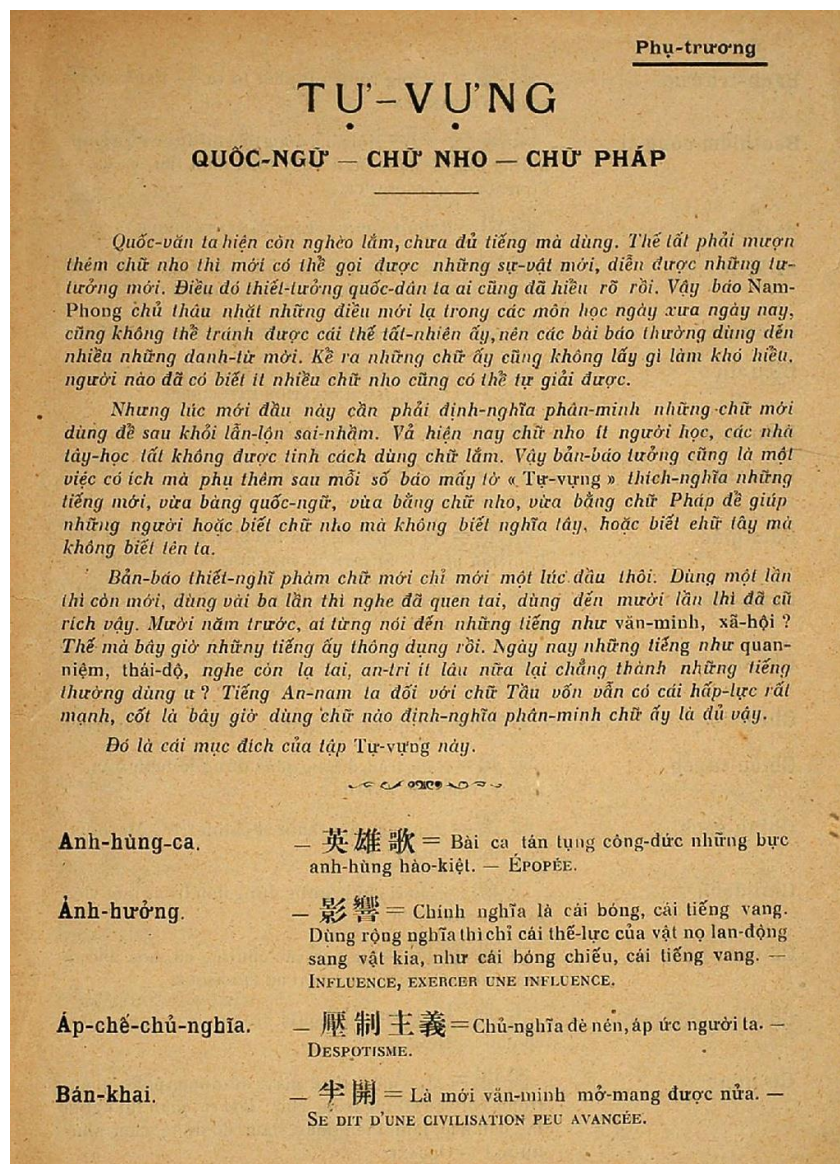 Phụ-trương
TỰ-VỰNG
QUỐC-NGỮ — CHỮ NHO — CHỮ PHÁP
Quốc-văn ta hiện còn nghèo lắm, chưa đủ tiếng mà dùng. Thế tất phải mượn
thêm chữ nho thì mới có thể gọi được những sự-vật mới, diễn được những tư-
tưởng mới. Điều đó thiết-tưởng quốc-dân ta ai cũng đã hiểu rõ rồi. Vậy báo Nam-
Phong chủ thâu nhặt những điều mới lạ trong các môn học ngày xưa ngày nay,
cũng không thể tránh được cái thế tất-nhiên ấy, nên các bài báo thường dùng đến
nhiều những danh-từ mới. Kể ra những chữ ấy cũng không lấy gì làm khó hiểu,
người nào đã có biết ít nhiều chữ nho cũng có thể tự giải được.
Nhưng lúc mới đầu này cần phải định-nghĩa phân-minh những chữ mới
dùng để sau khỏi lẫn-lộn sai-nhầm. Vả hiện nay chữ nho ít người học, các nhà
tây-học tất không được tinh cách dùng chữ lắm. Vậy bản-báo tưởng cũng là một
việc có ích mà phụ thêm sau mỗi số báo mấy tờ « Tự-vựng » thích-nghĩa những
tiếng mới, vừa bằng quốc-ngữ, vừa bằng chữ nho, vừa bằng chữ Pháp để giúp
những người hoặc biết chữ nho mà không biết nghĩa tây, hoặc biết chữ tây mà
không biết tên ta.
Bản-báo thiết-nghĩ phàm chữ mới chỉ mới một lúc đầu thôi. Dùng một lần
thì còn mới, dùng vài ba lần thì nghe đã quen tai, dùng đến mười lần thì đã cũ
rích vậy. Mười năm trước, ai từng nói đến những tiếng như văn-minh, xã-hội ?
Thế mà bây giờ những tiếng ấy thông dụng rồi. Ngày nay những tiếng như quan-
niệm, thái-độ, nghe còn lạ tai, an-tri ít lâu nữa lại chẳng thành những tiếng
thường dùng ư ? Tiếng An-nam ta đối với chữ Tầu vốn vẫn có cái hấp-lực rất
mạnh, cốt là bây giờ dùng chữ nào định-nghĩa phân-minh chữ ấy là đủ vậy.
Đó là cái mục đích của tập Tự-vựng này.
Anh-hùng-ca. — 英雄歌 = Bài ca tán tụng công-đức những bực
anh-hùng hào-kiệt. — ÉPOPÉE.
Ảnh-hưởng. — 影響 = Chính nghĩa là cái bóng, cái tiếng vang.
Dùng rộng nghĩa thì chỉ cái thế-lực của vật nọ lan-động
sang vật kia, như cái bóng chiếu, cái tiếng vang. —
INFLUENCE, EXERCER UNE INFLUENCE.
Áp-chế-chủ-nghĩa. — 壓制主義 = Chủ-nghĩa đè nén, áp ức người ta. —
DESPOTISME.
Bán-khai. — 半開 = Là mới văn-minh mở-mang được nửa. —
SE DIT D'UNE CIVILISATION PEU AVANCÉE.